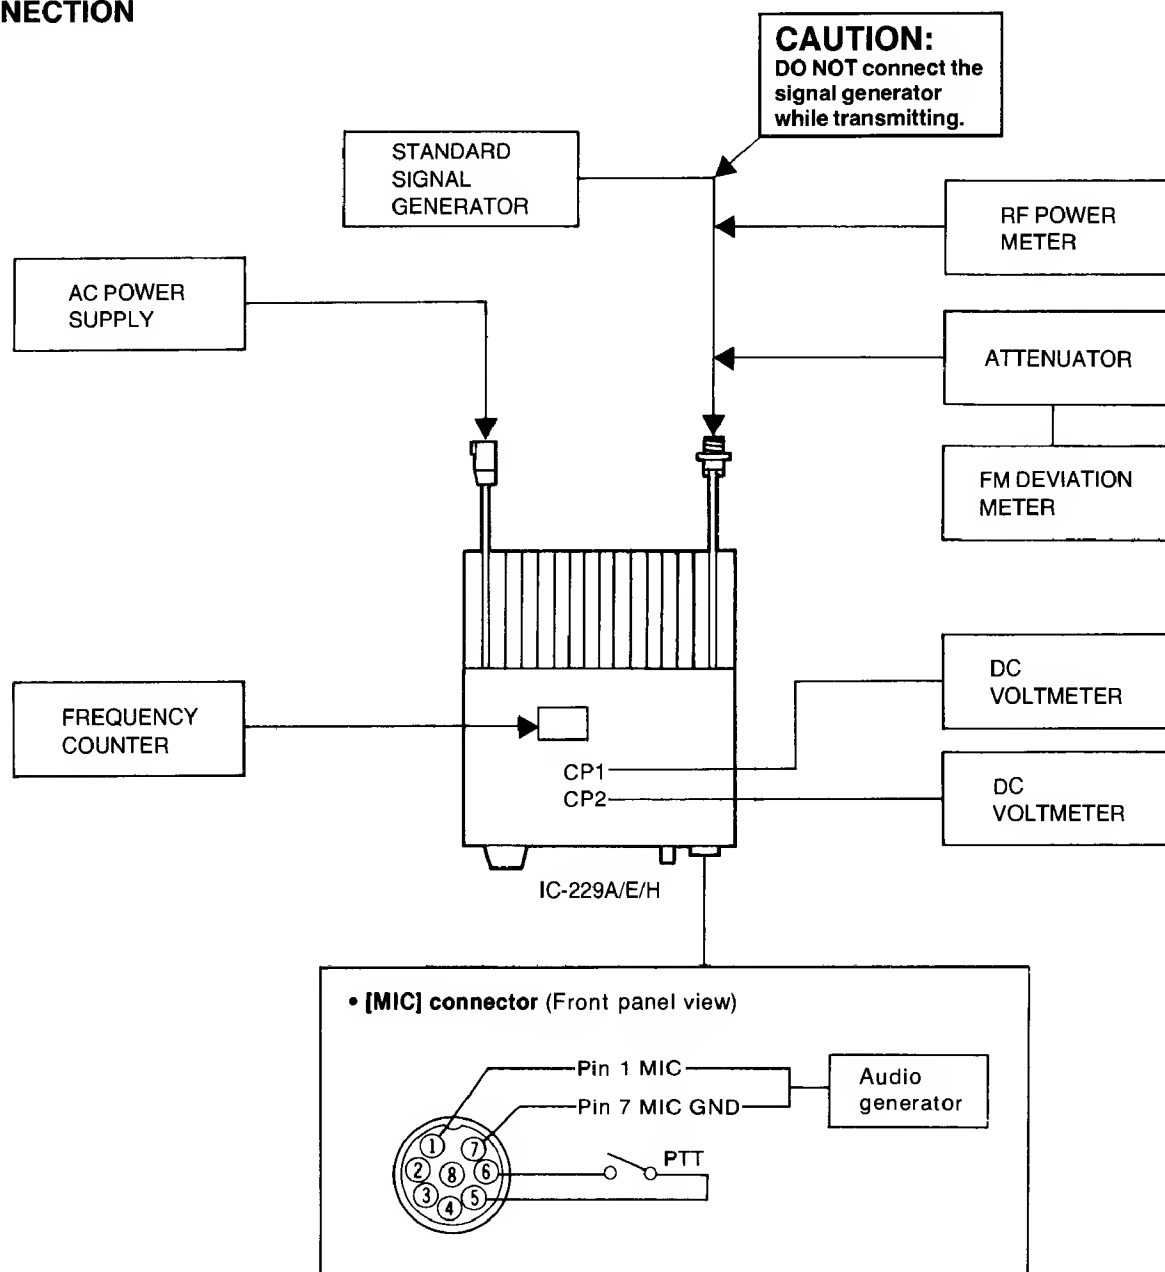 NECTION
CAUTION:
DO NOT connect the
signal generator
while transmitting.
STANDARD
SIGNAL
GENERATOR
RF POWER
METER
AC POWER
SUPPLY
ATTENUATOR
FM DEVIATION
METER
DC
VOLTMETER
FREQUENCY
COUNTER
CP1
CP2
DC
VOLTMETER
IC-229A/E/H
• [MIC] connector (Front panel view)
Pin 1 MIC
Audio
generator
Pin 7 MIC GND
PTT
1
7
2
8
6
3
5
4